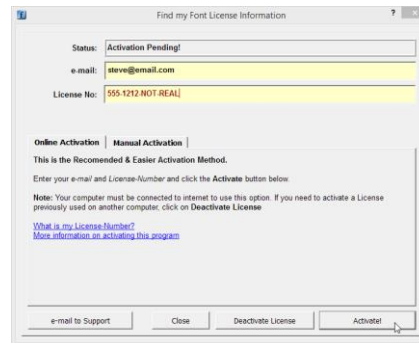 Find my Font License Information
Status: Activation Pending!
e-mail: steve@email.com
License No: 555-1212-NOT-REAL
Online Activation Manual Activation
This is the Recomended & Easier Activation Method.
Enter your e-mail and License-Number and click the Activate button below.
Note: Your computer must be connected to internet to use this option. If you need to activate a License
previously used on another computer, click on Deactivate License
What is my License-Number?
More information on activating this program
e-mail to Support Close Deactivate License Activate!